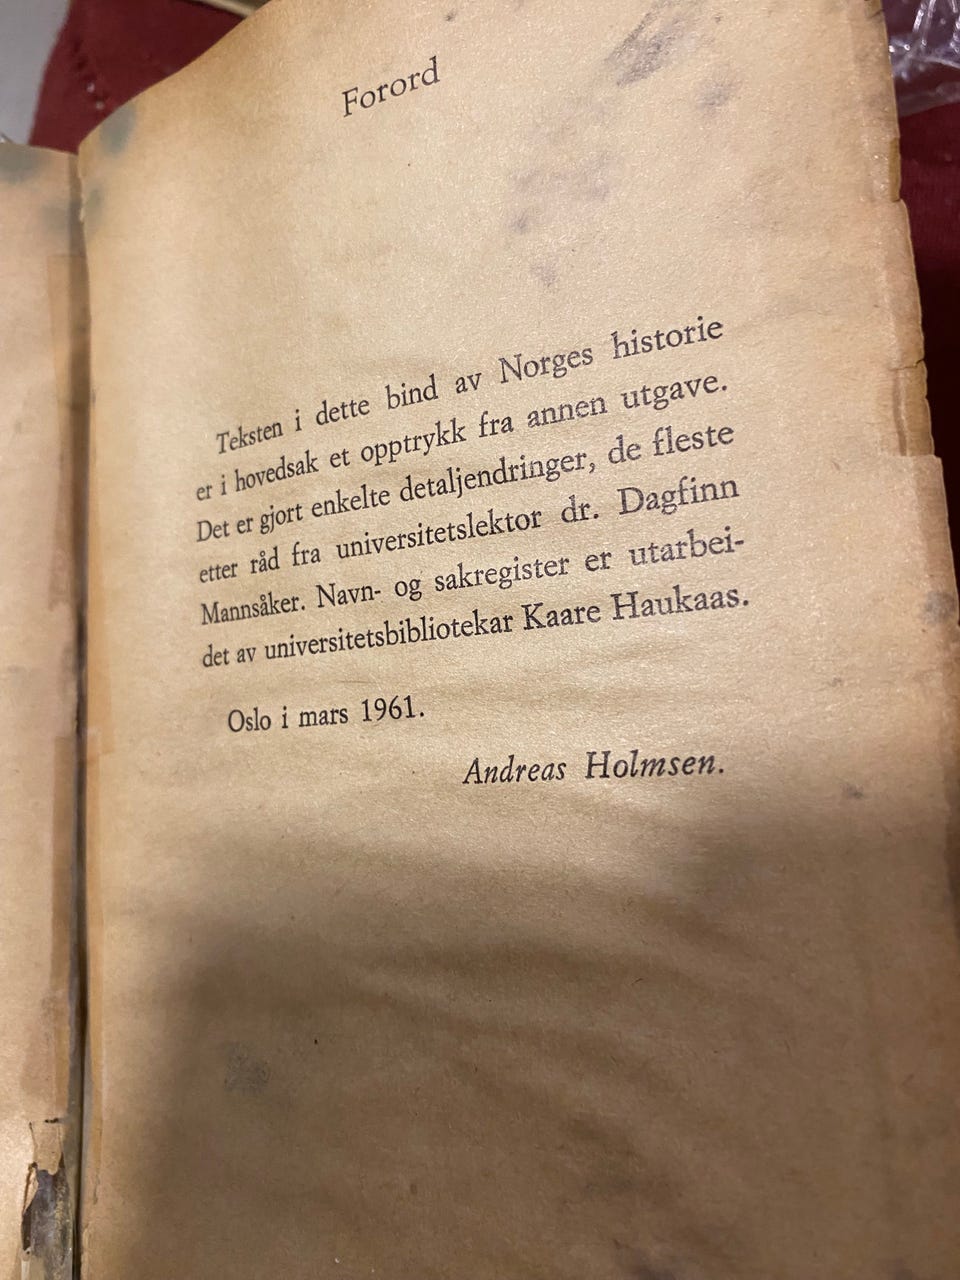 Forord
Teksten i dette bind av Norges historie
er i hovedsak et opptrykk fra annen utgave.
Det er gjort enkelte detaljendringer, de fleste
etter råd fra universitetslektor dr. Dagfinn
Mannsåker. Navn- og sakregister er utarbei-
det av universitetsbibliotekar Kaare Haukaas.
Oslo i mars 1961.
Andreas Holmsen.